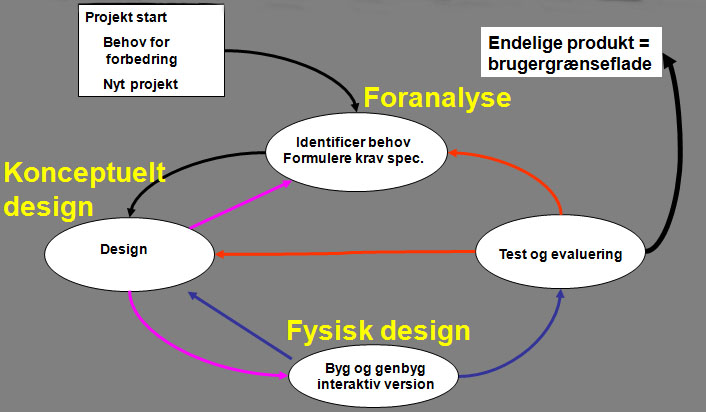 Projekt start
Behov for
forbedring
Nyt projekt
Endelige produkt =
brugergrænseflade
Foranalyse
Identificer behov
Formulere krav spec.
Konceptuelt
design
Design
Test og evaluering
Fysisk design
Byg og genbyg
interaktiv version